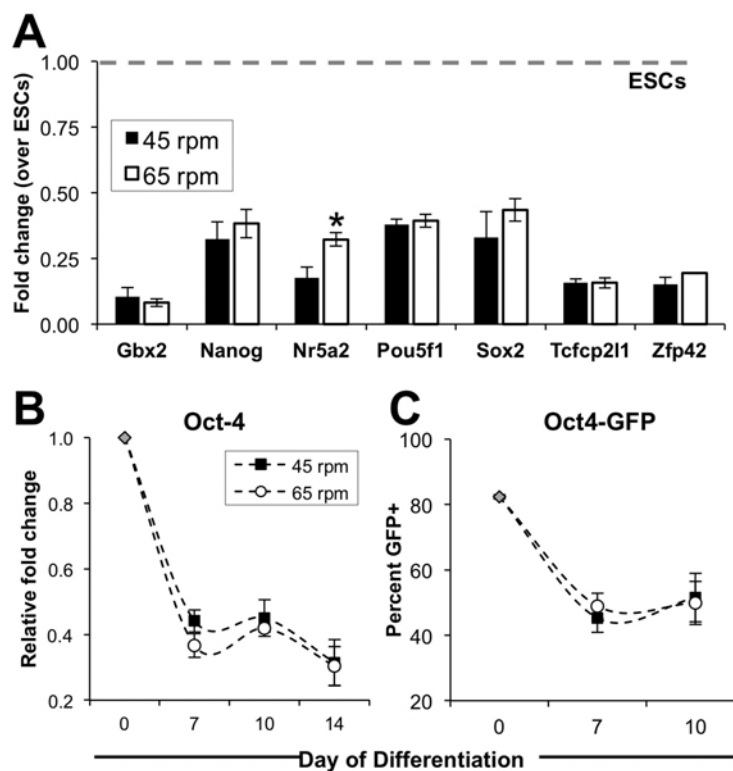 A
Fold change (over ESCs)
1.00
0.75
0.50
0.25
0.00
ESCs
45 rpm
65 rpm
*
Gbx2 Nanog Nr5a2 Pou5f1 Sox2 Tcfcp2l1 Zfp42
B
Oct-4
Relative fold change
1.0
0.8
0.6
0.4
0.2
45 rpm
65 rpm
0 7 10 14
C
Oct4-GFP
Percent GFP+
100
80
60
40
20
0 7 10
Day of Differentiation